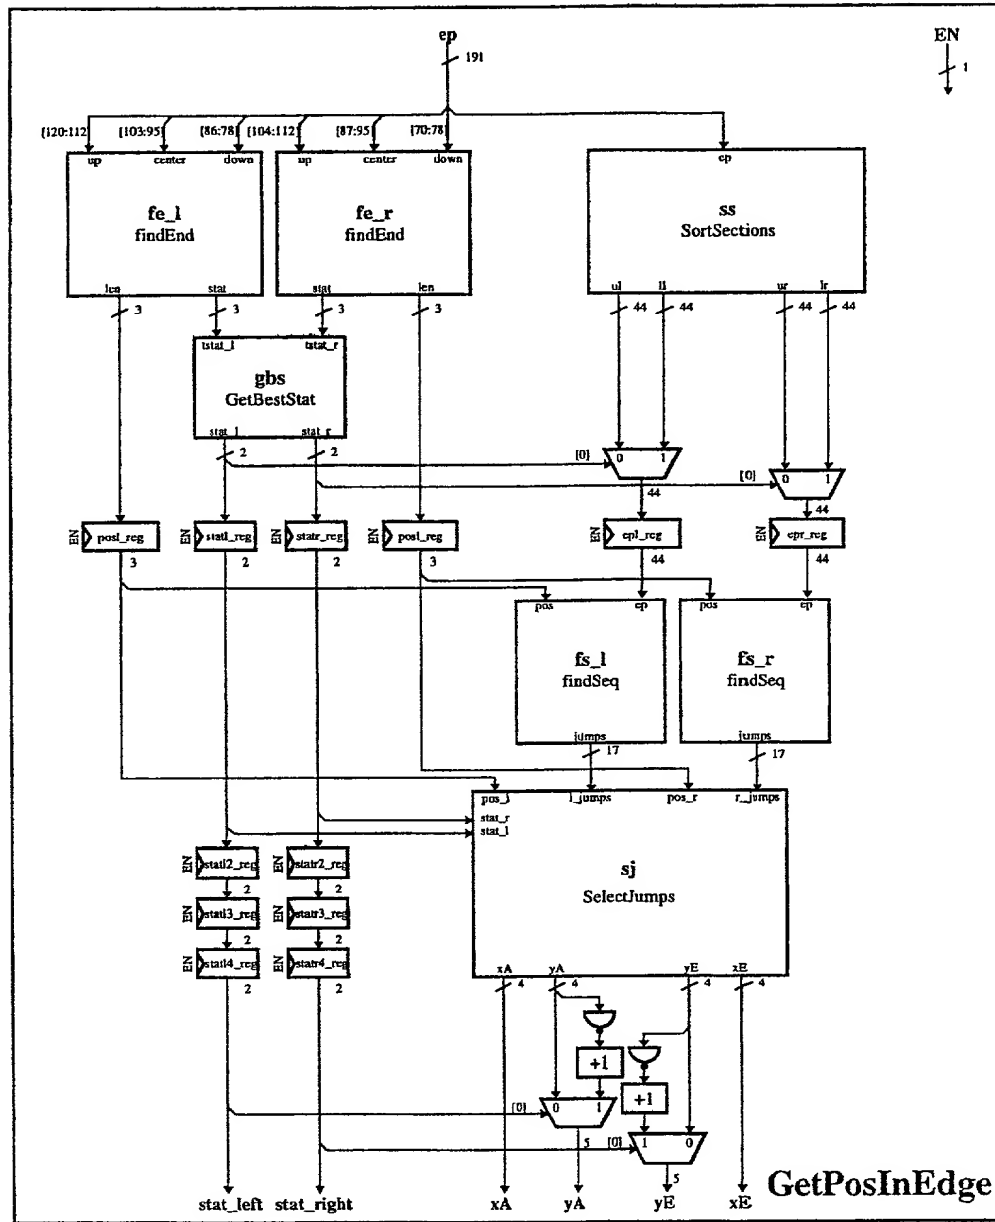 ep
EN
191
1
[120:112
[103:95]
[86:78]
[104:112]
[87:95]
[70:78]
up center down
up center down
ep
fe_l
findEnd
fe_r
findEnd
ss
SortSections
len stat
stat len
ul ll ur lr
3 3 3 3 44 44 44 44
tstat_l tstat_r
gbs
GetBestStat
stat_l stat_r
2 2
[0] 0 1
[0] 0 1
44 44
EN posl_reg
EN statl_reg
EN statr_reg
EN posl_reg
EN epl_reg
EN epr_reg
3 2 2 3 44 44
pos ep
pos ep
fs_l
findSeq
fs_r
findSeq
jumps jumps
17 17
pos_l l_jumps pos_r r_jumps
stat_r
stat_l
sj
SelectJumps
EN statl2_reg
EN statr2_reg
2 2
EN statl3_reg
EN statr3_reg
2 2
EN statl4_reg
EN statr4_reg
2 2
xA yA yE xE
4 4 4 4
+1
+1
[0] 0 1
5
[0] 1 0
5
stat_left stat_right xA yA yE xE
GetPosInEdge